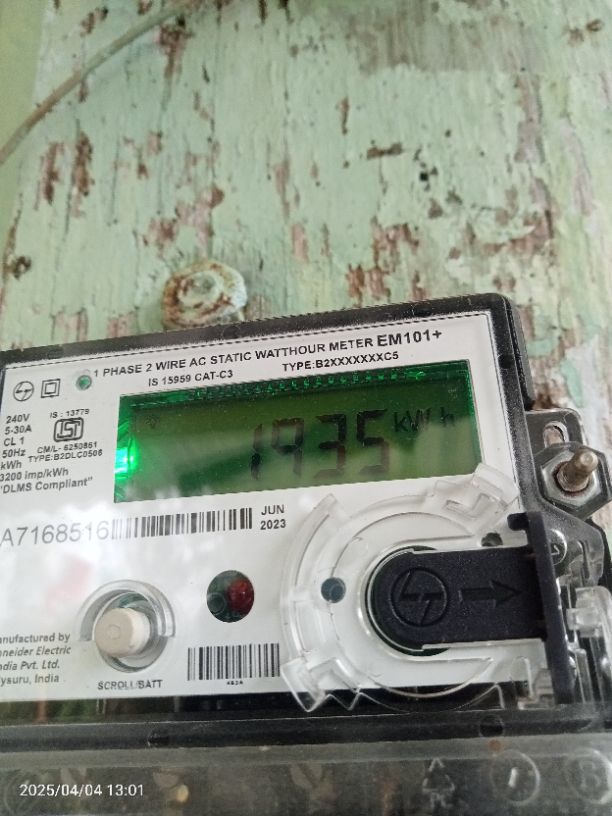 1 PHASE 2 WIRE AC STATIC WATTHOUR METER EM101+
IS 15959 CAT-C3 TYPE:B2XXXXXXXC5
240V
5-30A
CL 1
50Hz
kWh
IS : 13779
ISI
CM/L- 6250861
TYPE:B2DLC0506
3200 imp/kWh
"DLMS Compliant"
1935 kWh
A7168516
JUN
2023
anufactured by
neider Electric
ndia Pvt. Ltd.
ysuru, India
SCROLL/BATT
2025/04/04 13:01